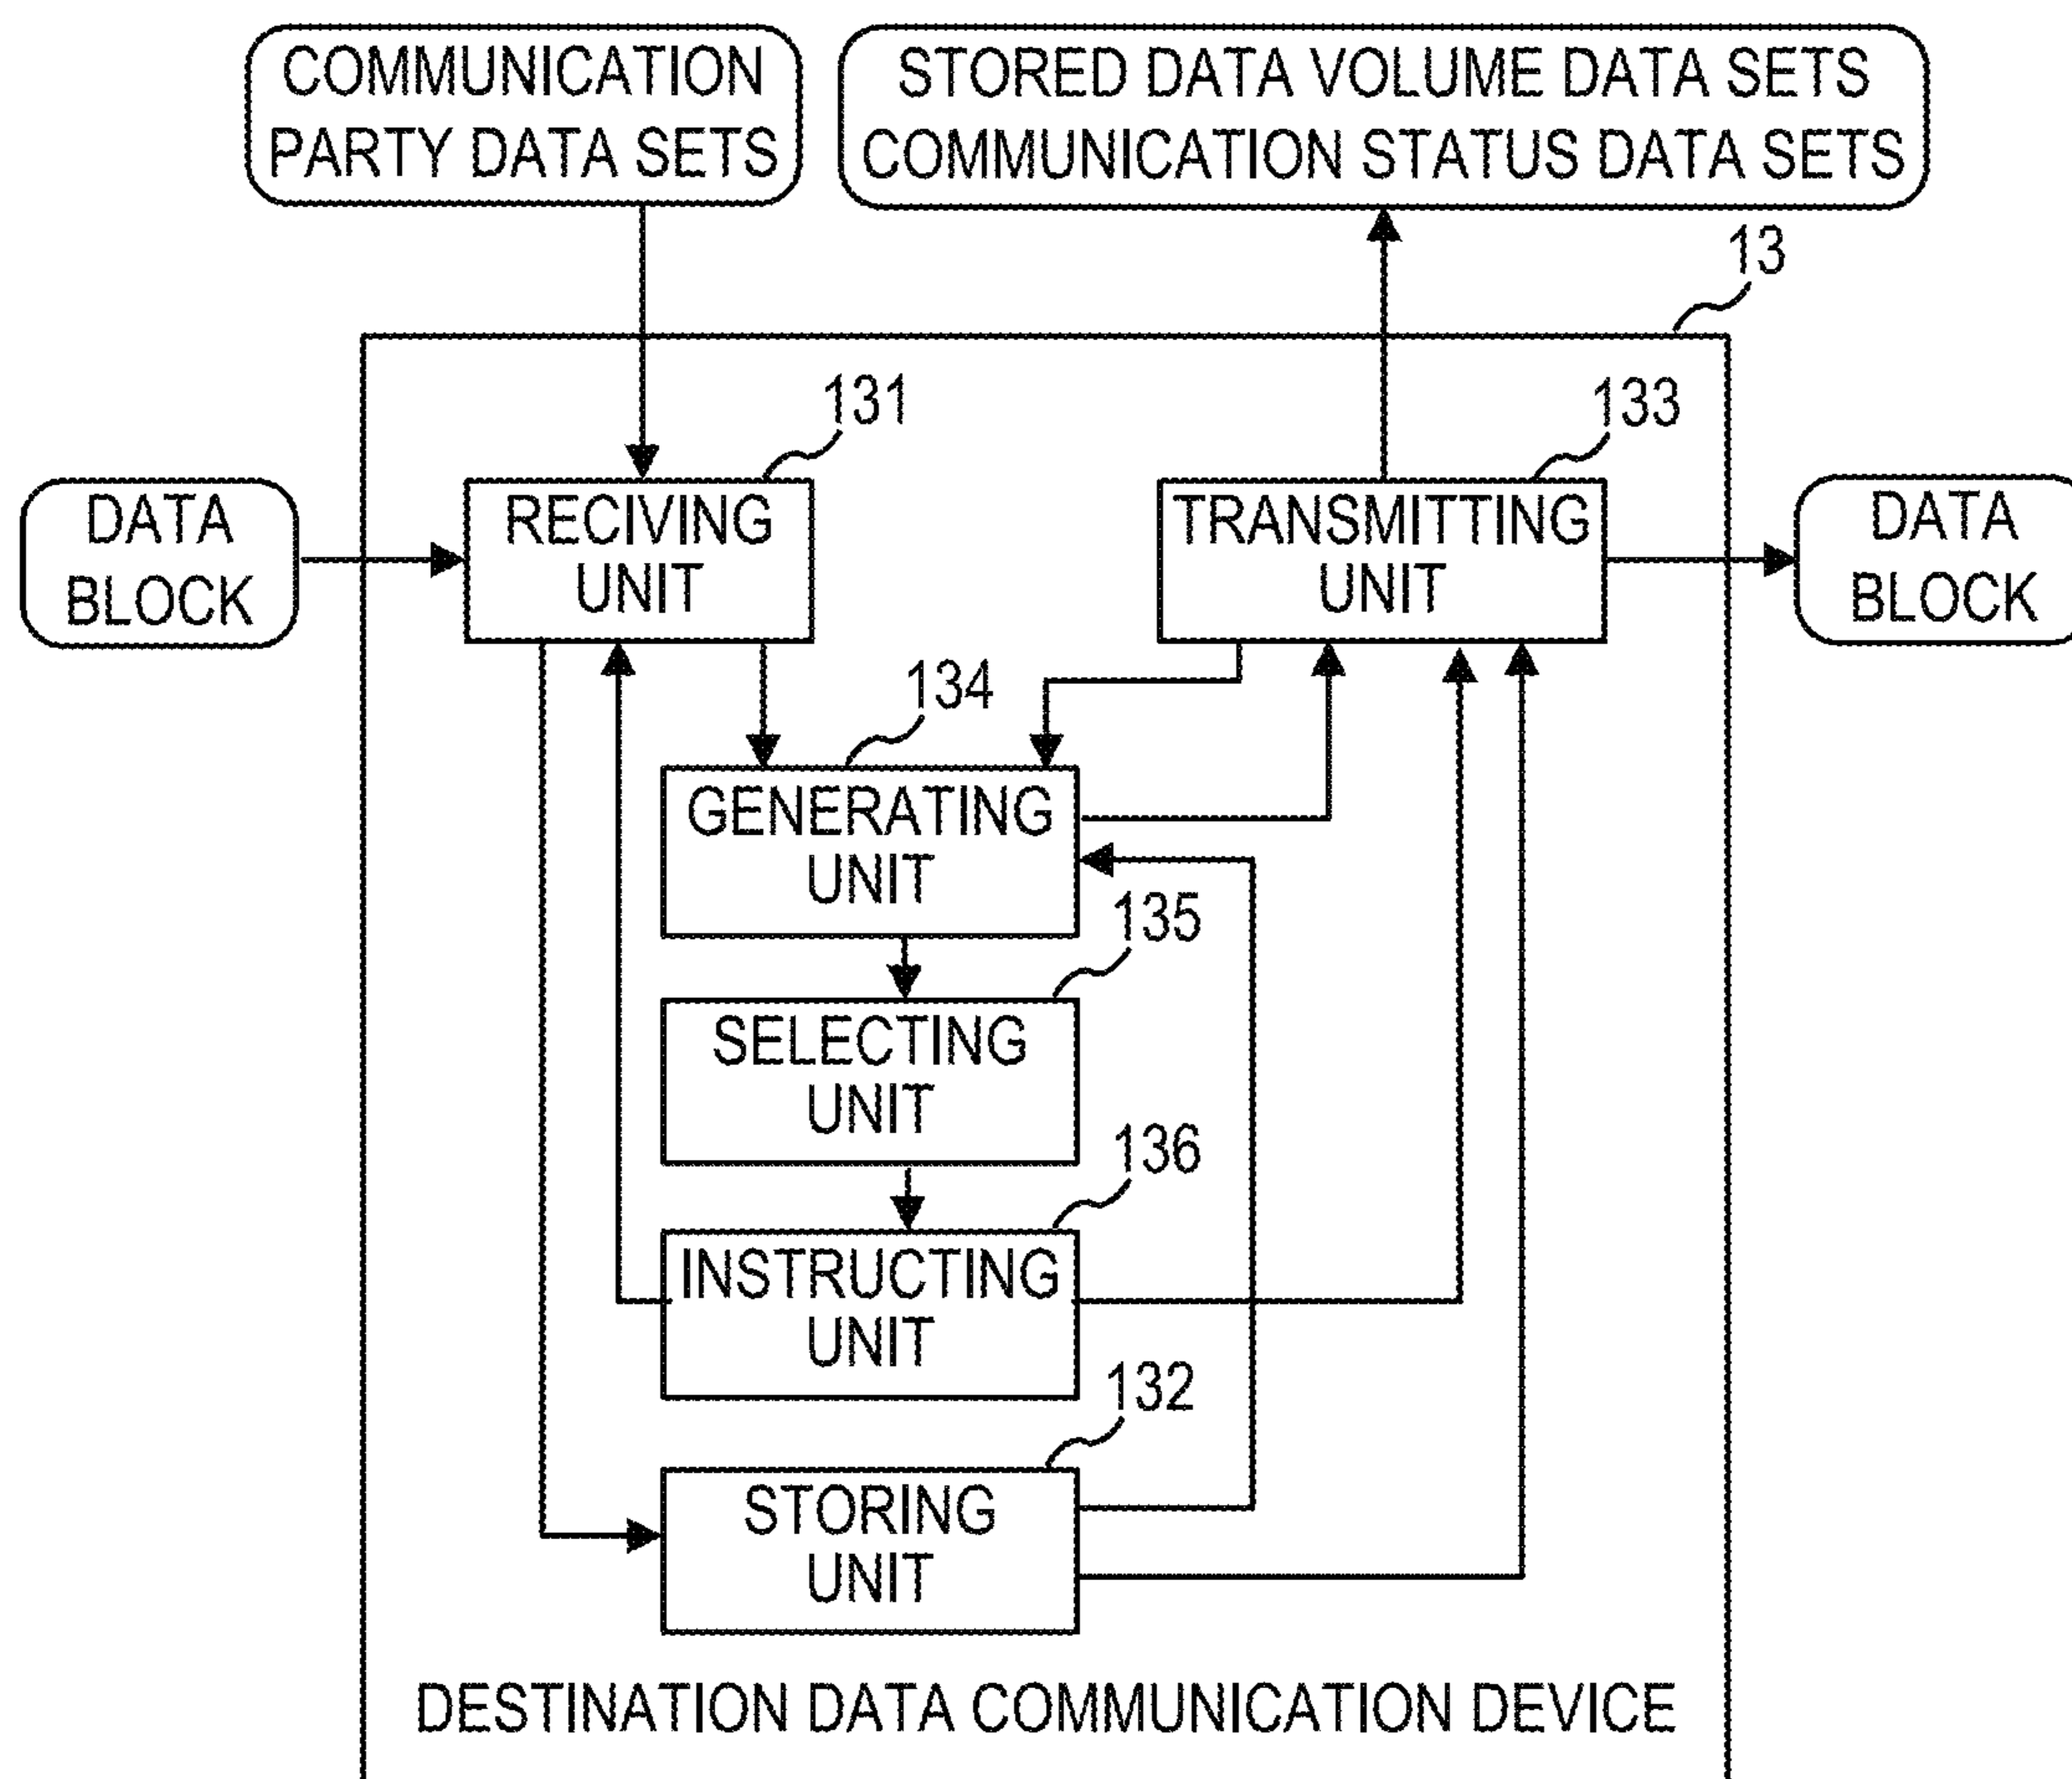 COMMUNICATION
PARTY DATA SETS
STORED DATA VOLUME DATA SETS
COMMUNICATION STATUS DATA SETS
13
131
133
DATA
BLOCK
RECIVING
UNIT
TRANSMITTING
UNIT
DATA
BLOCK
134
GENERATING
UNIT
135
SELECTING
UNIT
136
INSTRUCTING
UNIT
132
STORING
UNIT
DESTINATION DATA COMMUNICATION DEVICE